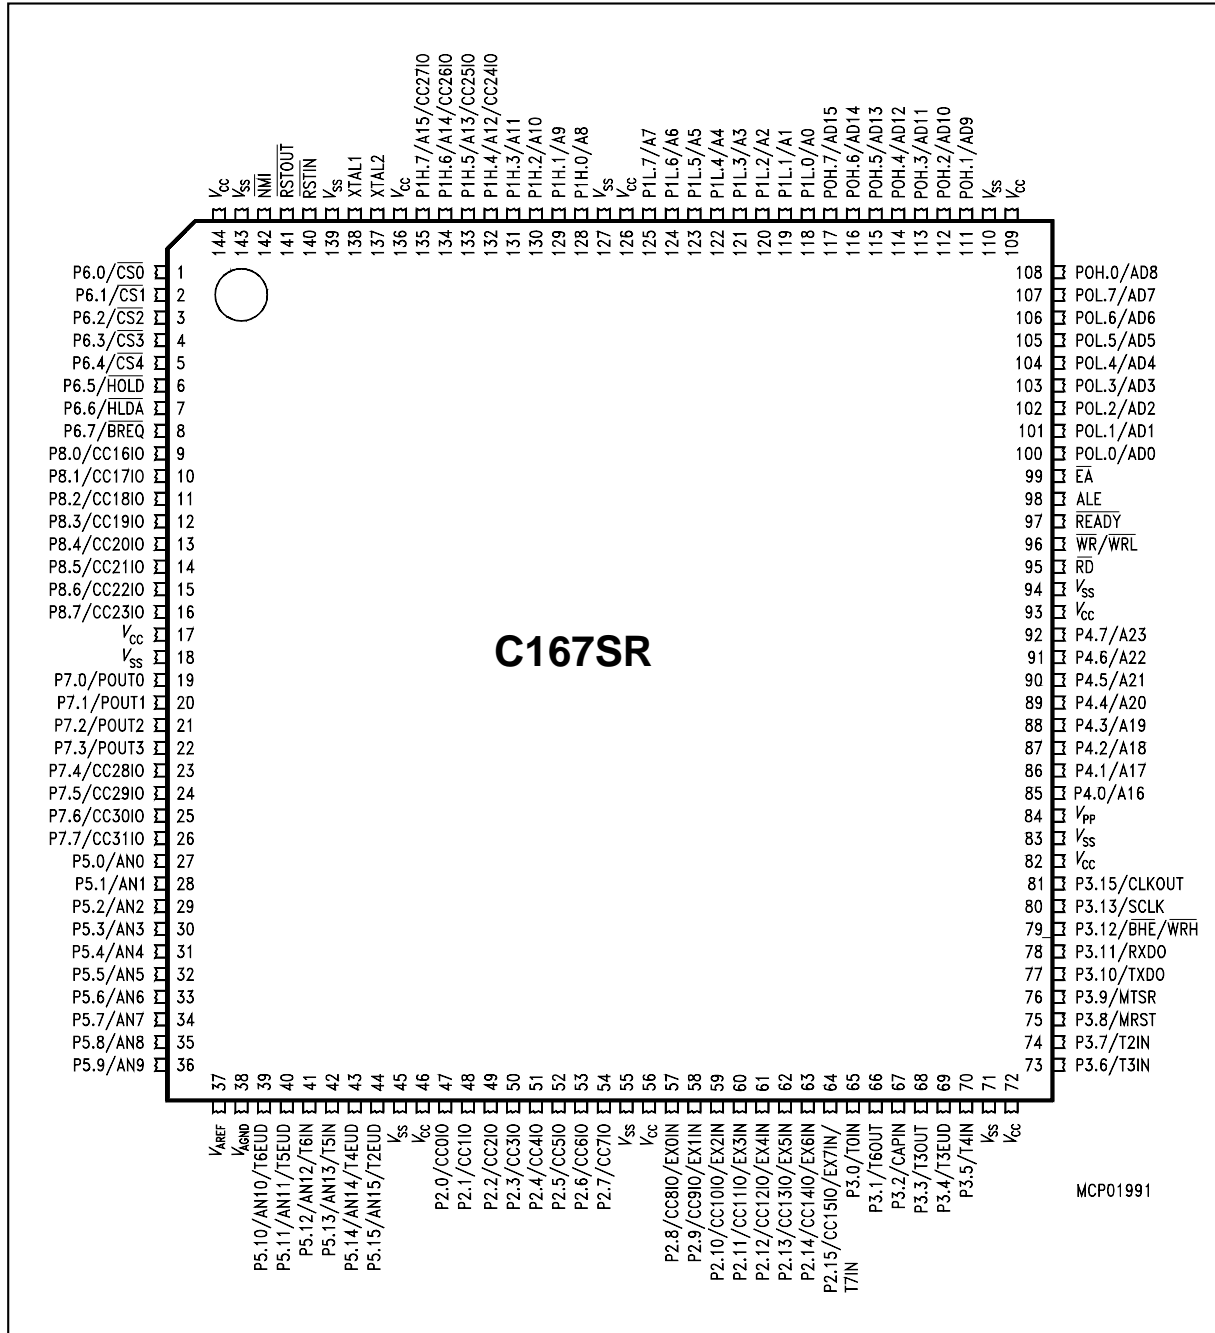 VCC
VSS
NMI
RSTOUT
RSTIN
VSS
XTAL1
XTAL2
VCC
P1H.7/A15/CC27IO
P1H.6/A14/CC26IO
P1H.5/A13/CC25IO
P1H.4/A12/CC24IO
P1H.3/A11
P1H.2/A10
P1H.1/A9
P1H.0/A8
VSS
VCC
P1L.7/A7
P1L.6/A6
P1L.5/A5
P1L.4/A4
P1L.3/A3
P1L.2/A2
P1L.1/A1
P1L.0/A0
P0H.7/AD15
P0H.6/AD14
P0H.5/AD13
P0H.4/AD12
P0H.3/AD11
P0H.2/AD10
P0H.1/AD9
VSS
VCC
144
143
142
141
140
139
138
137
136
135
134
133
132
131
130
129
128
127
126
125
124
123
122
121
120
119
118
117
116
115
114
113
112
111
110
109
P6.0/CS0 1
P6.1/CS1 2
P6.2/CS2 3
P6.3/CS3 4
P6.4/CS4 5
P6.5/HOLD 6
P6.6/HLDA 7
P6.7/BREQ 8
P8.0/CC16IO 9
P8.1/CC17IO 10
P8.2/CC18IO 11
P8.3/CC19IO 12
P8.4/CC20IO 13
P8.5/CC21IO 14
P8.6/CC22IO 15
P8.7/CC23IO 16
VCC 17
VSS 18
P7.0/POUT0 19
P7.1/POUT1 20
P7.2/POUT2 21
P7.3/POUT3 22
P7.4/CC28IO 23
P7.5/CC29IO 24
P7.6/CC30IO 25
P7.7/CC31IO 26
P5.0/AN0 27
P5.1/AN1 28
P5.2/AN2 29
P5.3/AN3 30
P5.4/AN4 31
P5.5/AN5 32
P5.6/AN6 33
P5.7/AN7 34
P5.8/AN8 35
P5.9/AN9 36
C167SR
108 P0H.0/AD8
107 P0L.7/AD7
106 P0L.6/AD6
105 P0L.5/AD5
104 P0L.4/AD4
103 P0L.3/AD3
102 P0L.2/AD2
101 P0L.1/AD1
100 P0L.0/AD0
99 EA
98 ALE
97 READY
96 WR/WRL
95 RD
94 VSS
93 VCC
92 P4.7/A23
91 P4.6/A22
90 P4.5/A21
89 P4.4/A20
88 P4.3/A19
87 P4.2/A18
86 P4.1/A17
85 P4.0/A16
84 VPP
83 VSS
82 VCC
81 P3.15/CLKOUT
80 P3.13/SCLK
79 P3.12/BHE/WRH
78 P3.11/RXD0
77 P3.10/TXD0
76 P3.9/MTSR
75 P3.8/MRST
74 P3.7/T2IN
73 P3.6/T3IN
37
38
39
40
41
42
43
44
45
46
47
48
49
50
51
52
53
54
55
56
57
58
59
60
61
62
63
64
65
66
67
68
69
70
71
72
VAREF
VAGND
P5.10/AN10/T6EUD
P5.11/AN11/T5EUD
P5.12/AN12/T6IN
P5.13/AN13/T5IN
P5.14/AN14/T4EUD
P5.15/AN15/T2EUD
VSS
VCC
P2.0/CC0IO
P2.1/CC1IO
P2.2/CC2IO
P2.3/CC3IO
P2.4/CC4IO
P2.5/CC5IO
P2.6/CC6IO
P2.7/CC7IO
VSS
VCC
P2.8/CC8IO/EX0IN
P2.9/CC9IO/EX1IN
P2.10/CC10IO/EX2IN
P2.11/CC11IO/EX3IN
P2.12/CC12IO/EX4IN
P2.13/CC13IO/EX5IN
P2.14/CC14IO/EX6IN
P2.15/CC15IO/EX7IN/
T7IN
P3.0/T0IN
P3.1/T6OUT
P3.2/CAPIN
P3.3/T3OUT
P3.4/T3EUD
P3.5/T4IN
VSS
VCC
MCP01991